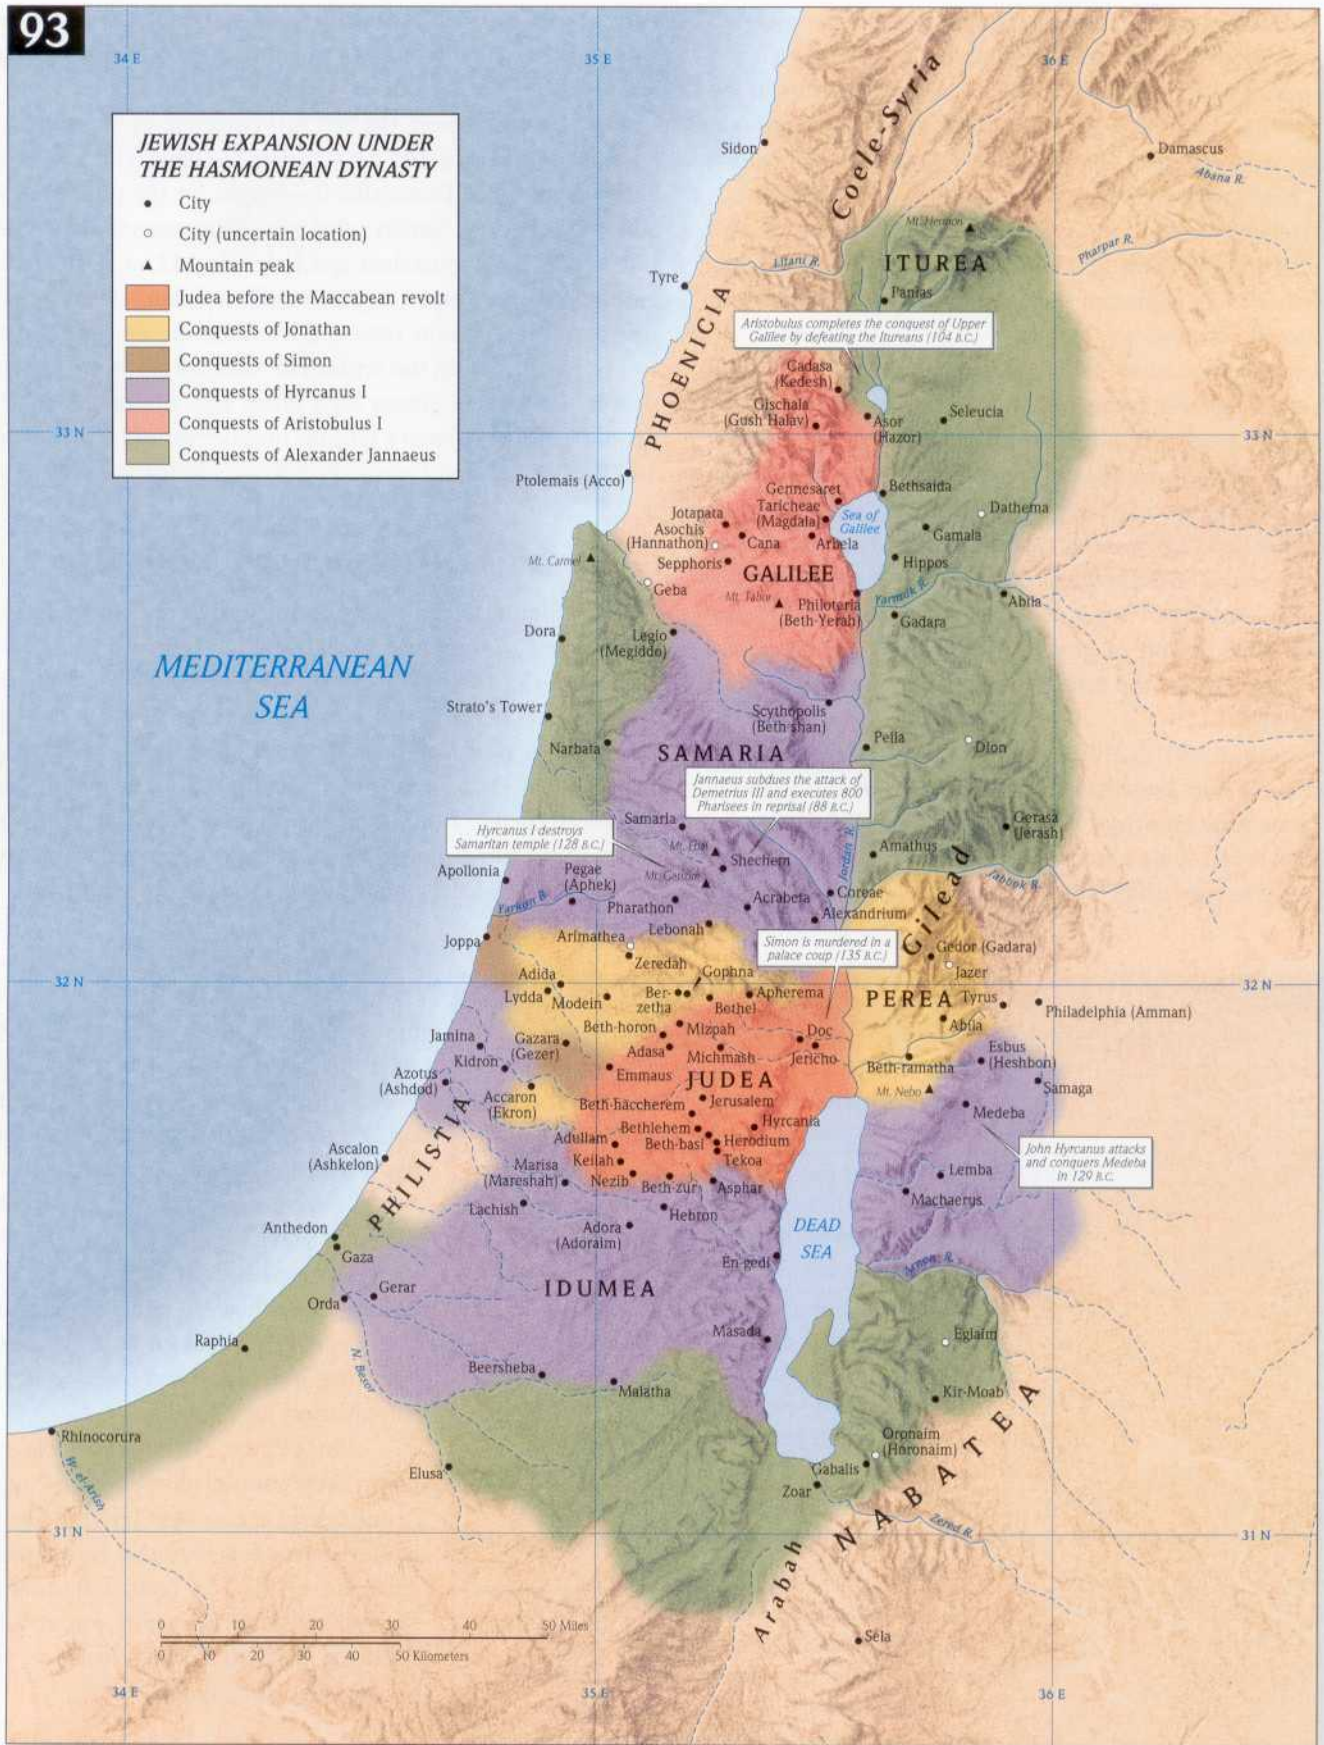 93
34 E
35 E
36 E
JEWISH EXPANSION UNDER
THE HASMONEAN DYNASTY
City
City (uncertain location)
Mountain peak
Judea before the Maccabean revolt
Conquests of Jonathan
Conquests of Simon
Conquests of Hyrcanus I
Conquests of Aristobulus I
Conquests of Alexander Jannaeus
Coele-Syria
Sidon
Damascus
Abana R.
Mt. Hermon
Pharpar R.
Litani R.
ITUREA
Tyre
Panias
PHOENICIA
Aristobulus completes the conquest of Upper
Galilee by defeating the Itureans (104 B.C.)
Cadasa
(Kedesh)
Gischala
(Gush Halav)
Asor
(Hazor)
Seleucia
33 N
33 N
Ptolemais (Acco)
Gennesaret
Bethsaida
Taricheae
(Magdala)
Jotapata
Sea of
Galilee
Dathema
Asochis
(Hannathon)
Cana
Arbela
Gamala
Mt. Carmel
Sepphoris
Hippos
GALILEE
Geba
Mt. Tabor
Philoteria
(Beth-Yerah)
Yarmuk R.
Abila
Gadara
Dora
Legio
(Megiddo)
MEDITERRANEAN
SEA
Strato's Tower
Scythopolis
(Beth-shan)
Narbata
SAMARIA
Pella
Dion
Jannaeus subdues the attack of
Demetrius III and executes 800
Pharisees in reprisal (88 B.C.)
Samaria
Gerasa
(Jerash)
Hyrcanus I destroys
Samaritan temple (128 B.C.)
Mt. Ebal
Shechem
Jordan R.
Amathus
Apollonia
Pegae
(Aphek)
Mt. Gerizim
Jabbok R.
Yarkon R.
Pharathon
Acrabeta
Coreae
Alexandrium
Gilead
Joppa
Arimathea
Lebonah
Simon is murdered in a
palace coup (135 B.C.)
Gedor (Gadara)
Zeredah
Jazer
Adida
Gophna
32 N
32 N
Lydda
Modein
Ber-
zetha
Bethel
Apherema
PEREA
Tyrus
Philadelphia (Amman)
Beth-horon
Mizpah
Abila
Jamina
Gazara
(Gezer)
Adasa
Michmash
Doc
Jericho
Esbus
(Heshbon)
Kidron
Beth-ramatha
Azotus
(Ashdod)
Emmaus
JUDEA
Mt. Nebo
Samaga
Accaron
(Ekron)
Beth-haccherem
Jerusalem
Medeba
Bethlehem
Hyrcania
Adullam
Beth-basi
Herodium
PHILISTIA
Ascalon
(Ashkelon)
Keilah
Tekoa
John Hyrcanus attacks
and conquers Medeba
in 129 B.C.
Marisa
(Mareshah)
Nezib
Beth-zur
Asphar
Lemba
Machaerus
Lachish
Hebron
Anthedon
Adora
(Adoraim)
DEAD
SEA
Gaza
En-gedi
Arnon R.
Gerar
IDUMEA
Orda
Raphia
Masada
Eglaim
N. Besor
Beersheba
Malatha
Kir-Moab
Rhinocorura
Oronaim
(Horonaim)
W. el-Arish
Elusa
Gabalis
Zoar
NABATEA
Zered R.
31 N
31 N
Arabah
Sela
0 10 20 30 40 50 Miles
0 10 20 30 40 50 Kilometers
34 E
35 E
36 E